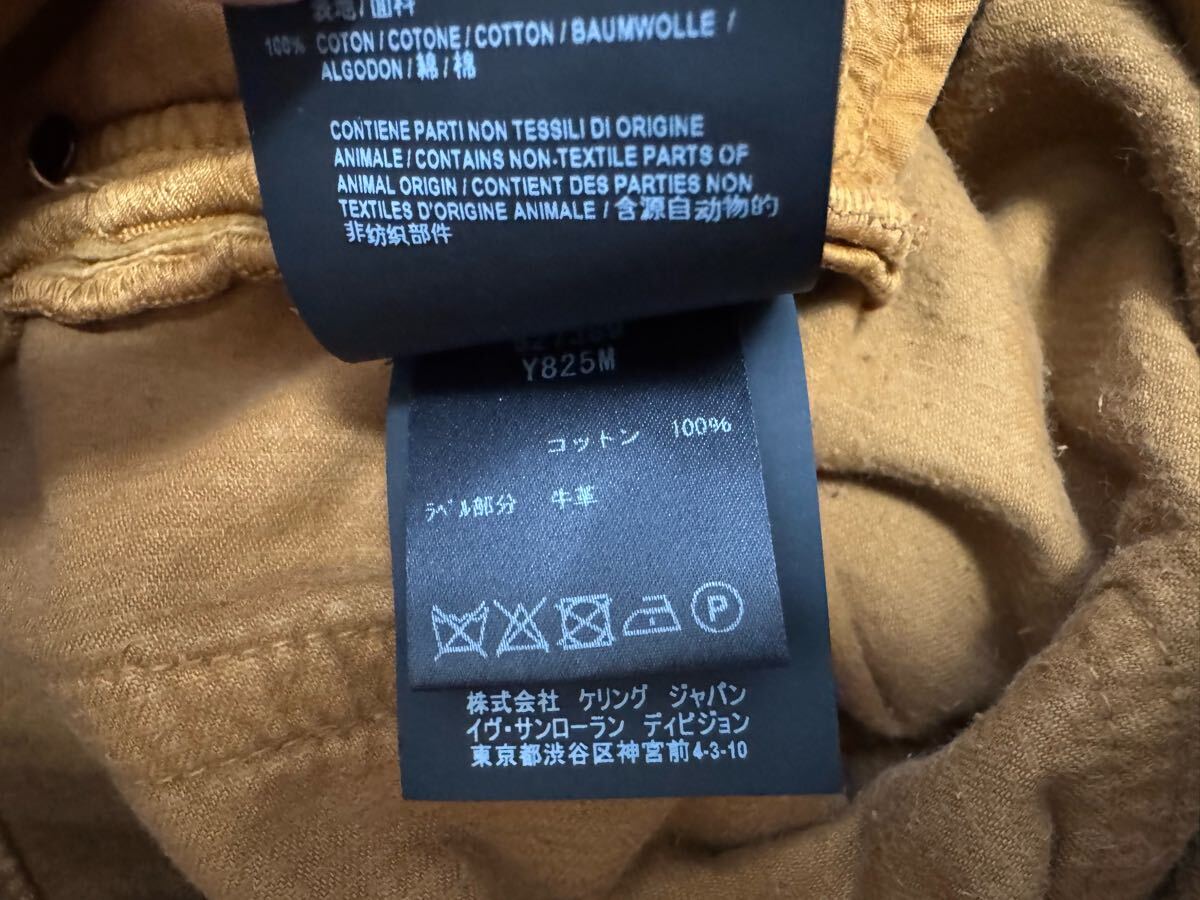 表地/面料
100% COTON / COTONE / COTTON / BAUMWOLLE /
ALGODON / 綿 / 棉
CONTIENE PARTI NON TESSILI DI ORIGINE
ANIMALE / CONTAINS NON-TEXTILE PARTS OF
ANIMAL ORIGIN / CONTIENT DES PARTIES NON
TEXTILES D'ORIGINE ANIMALE / 含源自动物的
非纺织部件
Y825M
コットン 100%
ラベル部分 牛革
P
株式会社 ケリング ジャパン
イヴ・サンローラン ディビジョン
東京都渋谷区神宮前4-3-10